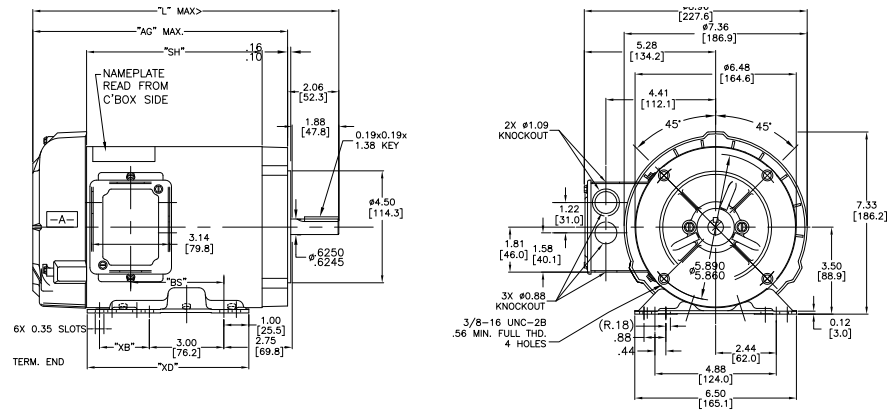 "L" MAX>
"AG" MAX.
"SH"
.16
.10
NAMEPLATE
READ FROM
C'BOX SIDE
2.06
[52.3]
1.88
[47.8]
0.19x0.19x
1.38 KEY
-A-
3.14
[79.8]
ø4.50
[114.3]
ø.6250
.6245
"BS"
1.00
[25.5]
6X 0.35 SLOTS
"XB"
3.00
[76.2]
2.75
[69.8]
TERM. END
"XD"
[227.6]
ø7.36
[186.9]
5.28
[134.2]
ø6.48
[164.6]
4.41
[112.1]
45°
45°
2X ø1.09
KNOCKOUT
1.22
[31.0]
7.33
[186.2]
1.81
[46.0]
1.58
[40.1]
3.50
[88.9]
ø5.890
5.860
3X ø0.88
KNOCKOUT
3/8-16 UNC-2B
.56 MIN. FULL THD.
4 HOLES
(R.18)
.88
.44
0.12
[3.0]
2.44
[62.0]
4.88
[124.0]
6.50
[165.1]